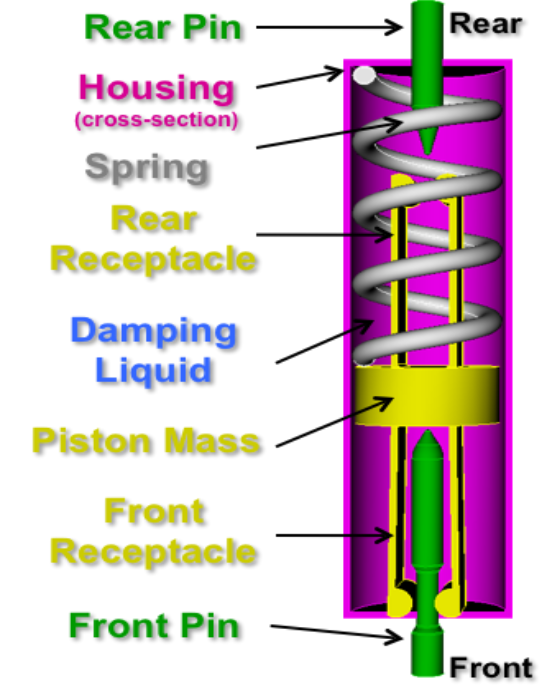 Rear Pin
Rear
Housing
(cross-section)
Spring
Rear
Receptacle
Damping
Liquid
Piston Mass
Front
Receptacle
Front Pin
Front